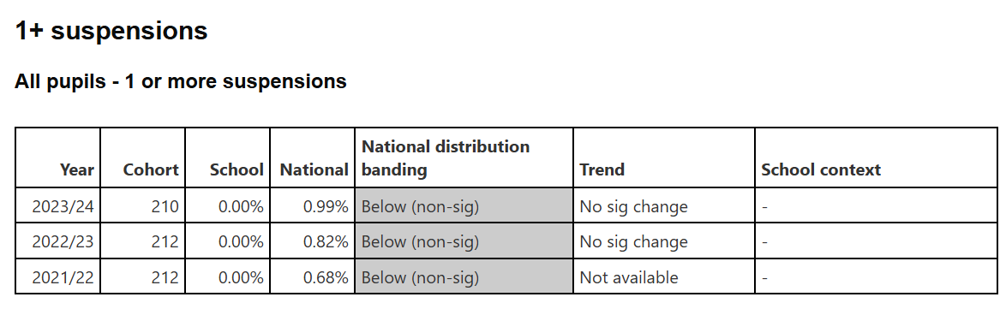 1+ suspensions
All pupils - 1 or more suspensions
Year Cohort School National National distribution banding Trend School context
2023/24 210 0.00% 0.99% Below (non-sig) No sig change -
2022/23 212 0.00% 0.82% Below (non-sig) No sig change -
2021/22 212 0.00% 0.68% Below (non-sig) Not available -